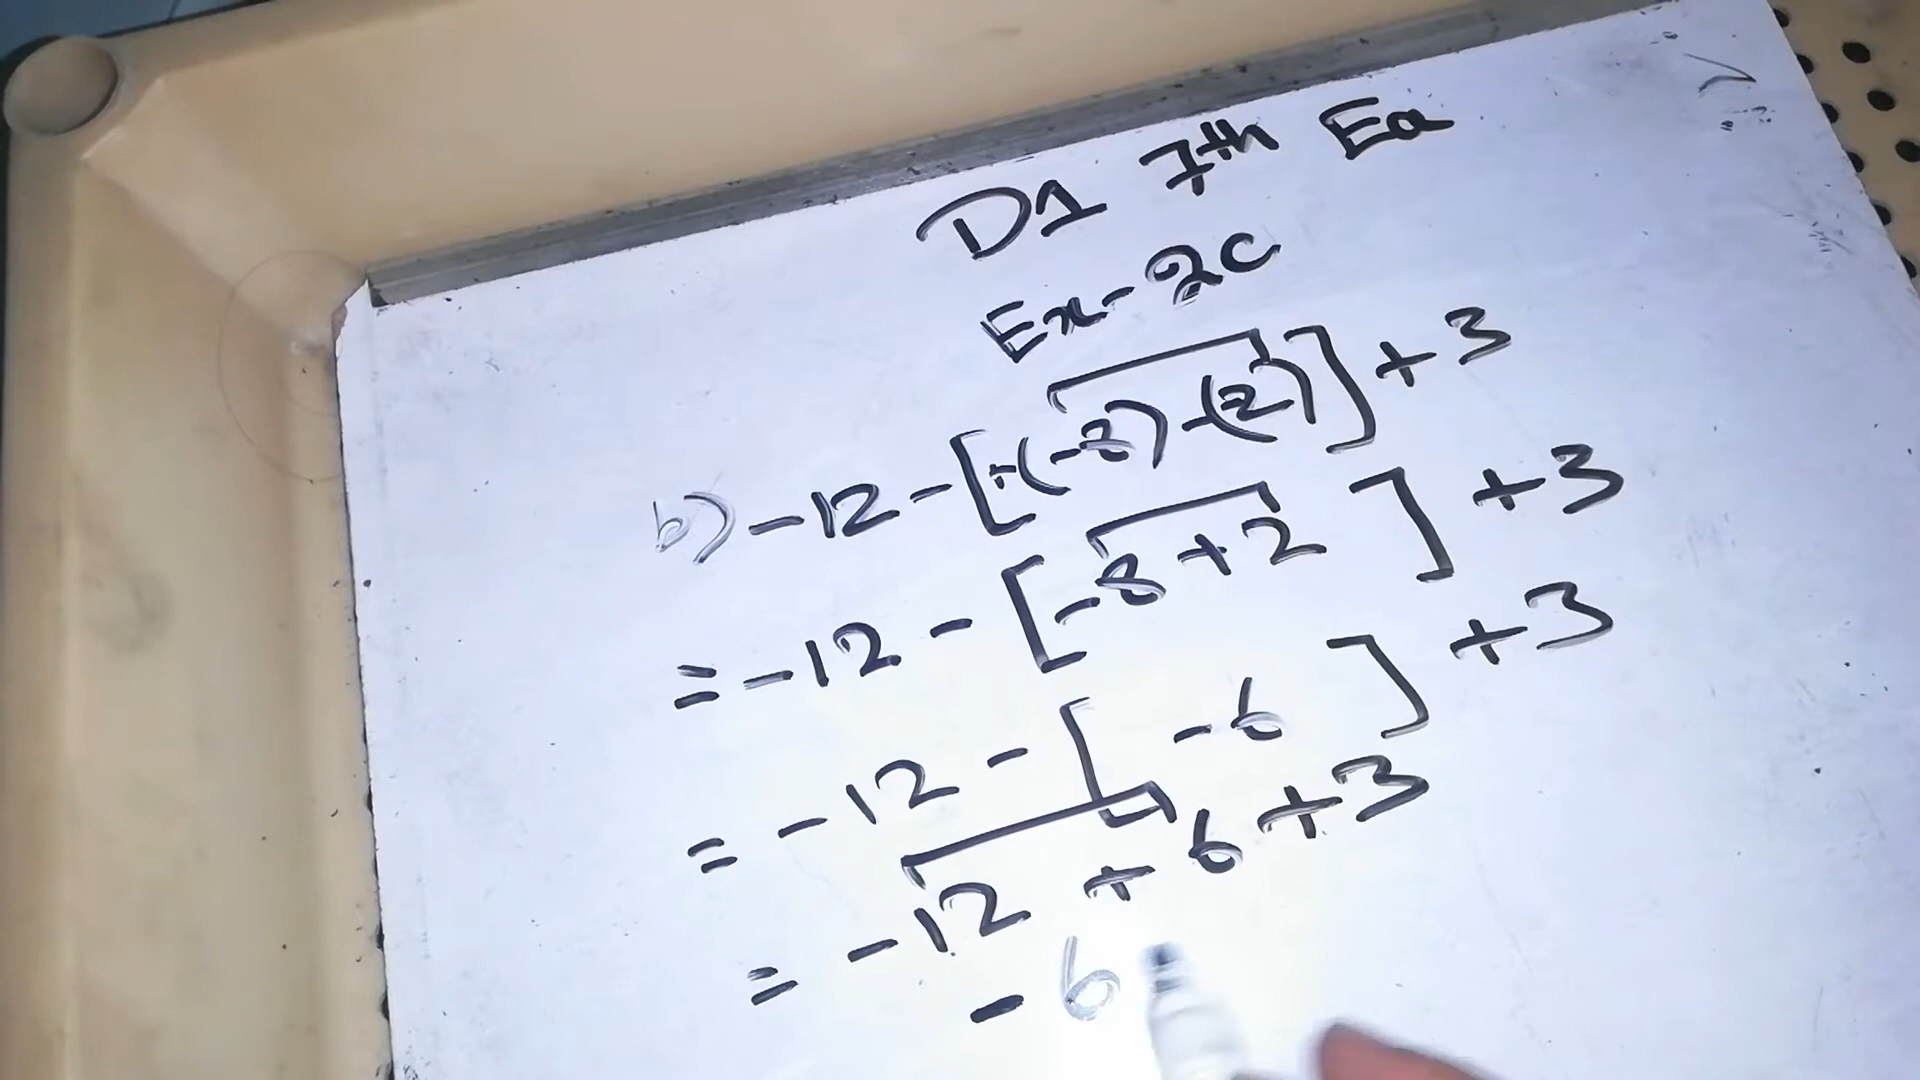 D1 7th Ea
Ex-2C
b) -12 - [+(-8) -(2)] + 3
= -12 - [-8 + 2] + 3
= -12 - [-6] + 3
= -12 + 6 + 3
-6